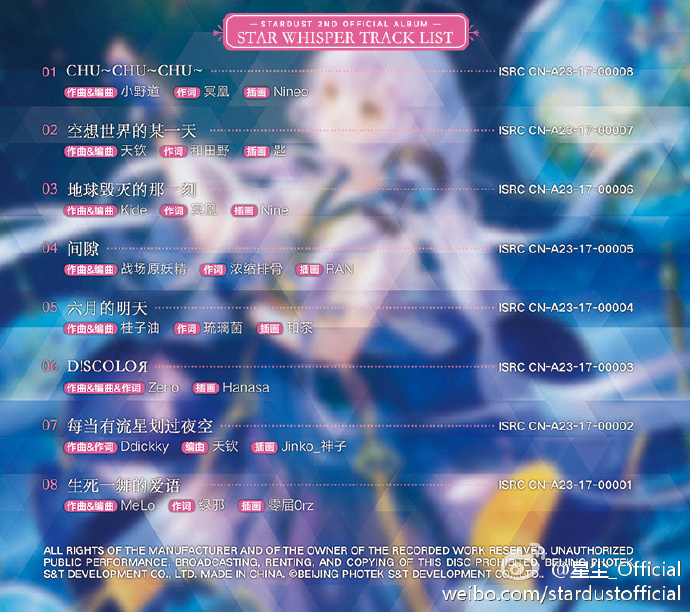 — STARDUST 2ND OFFICIAL ALBUM —
STAR WHISPER TRACK LIST
01 CHU~CHU~CHU~ ISRC CN-A23-17-00008
作曲&编曲 小野道 作词 冥凰 插画 Nineo
02 空想世界的某一天 ISRC CN-A23-17-00007
作曲&编曲 天钦 作词 和田野 插画 匙
03 地球毁灭的那一刻 ISRC CN-A23-17-00006
作曲&编曲 Kide 作词 冥凰 插画 Nine
04 间隙 ISRC CN-A23-17-00005
作曲&编曲 战场原妖精 作词 浓缩排骨 插画 RAN
05 六月的明天 ISRC CN-A23-17-00004
作曲&编曲 桂子油 作词 琉璃菌 插画 和茶
06 D!SCOLOЯ ISRC CN-A23-17-00003
作曲&编曲&作词 Zeno 插画 Hanasa
07 每当有流星划过夜空 ISRC CN-A23-17-00002
作曲&作词 Ddickky 编曲 天钦 插画 Jinko_神子
08 生死一舞的爱语 ISRC CN-A23-17-00001
作曲&编曲 MeLo 作词 绿邪 插画 零届0rz
ALL RIGHTS OF THE MANUFACTURER AND OF THE OWNER OF THE RECORDED WORK RESERVED. UNAUTHORIZED
PUBLIC PERFORMANCE, BROADCASTING, RENTING, AND COPYING OF THIS DISC PROHIBITED. BEIJING PHOTEK
S&T DEVELOPMENT CO., LTD. MADE IN CHINA. ©BEIJING PHOTEK S&T DEVELOPMENT CO., LTD..
@星尘_Official
weibo.com/stardustofficial